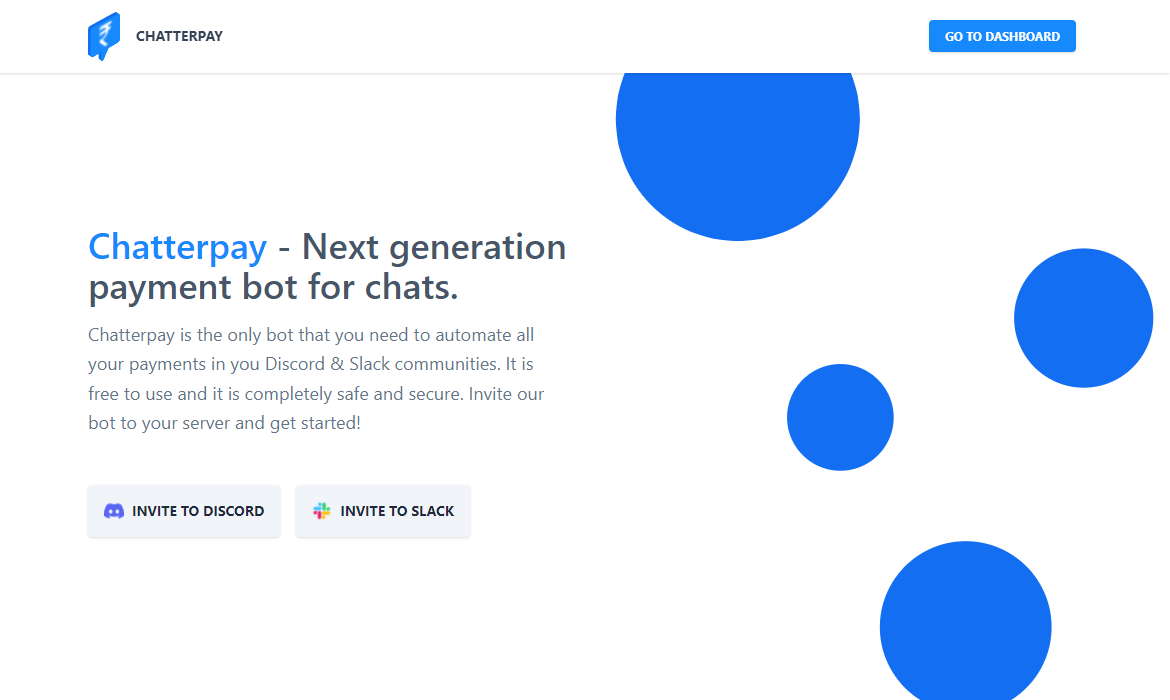 CHATTERPAY
GO TO DASHBOARD
Chatterpay - Next generation
payment bot for chats.
Chatterpay is the only bot that you need to automate all
your payments in you Discord & Slack communities. It is
free to use and it is completely safe and secure. Invite our
bot to your server and get started!
INVITE TO DISCORD
INVITE TO SLACK